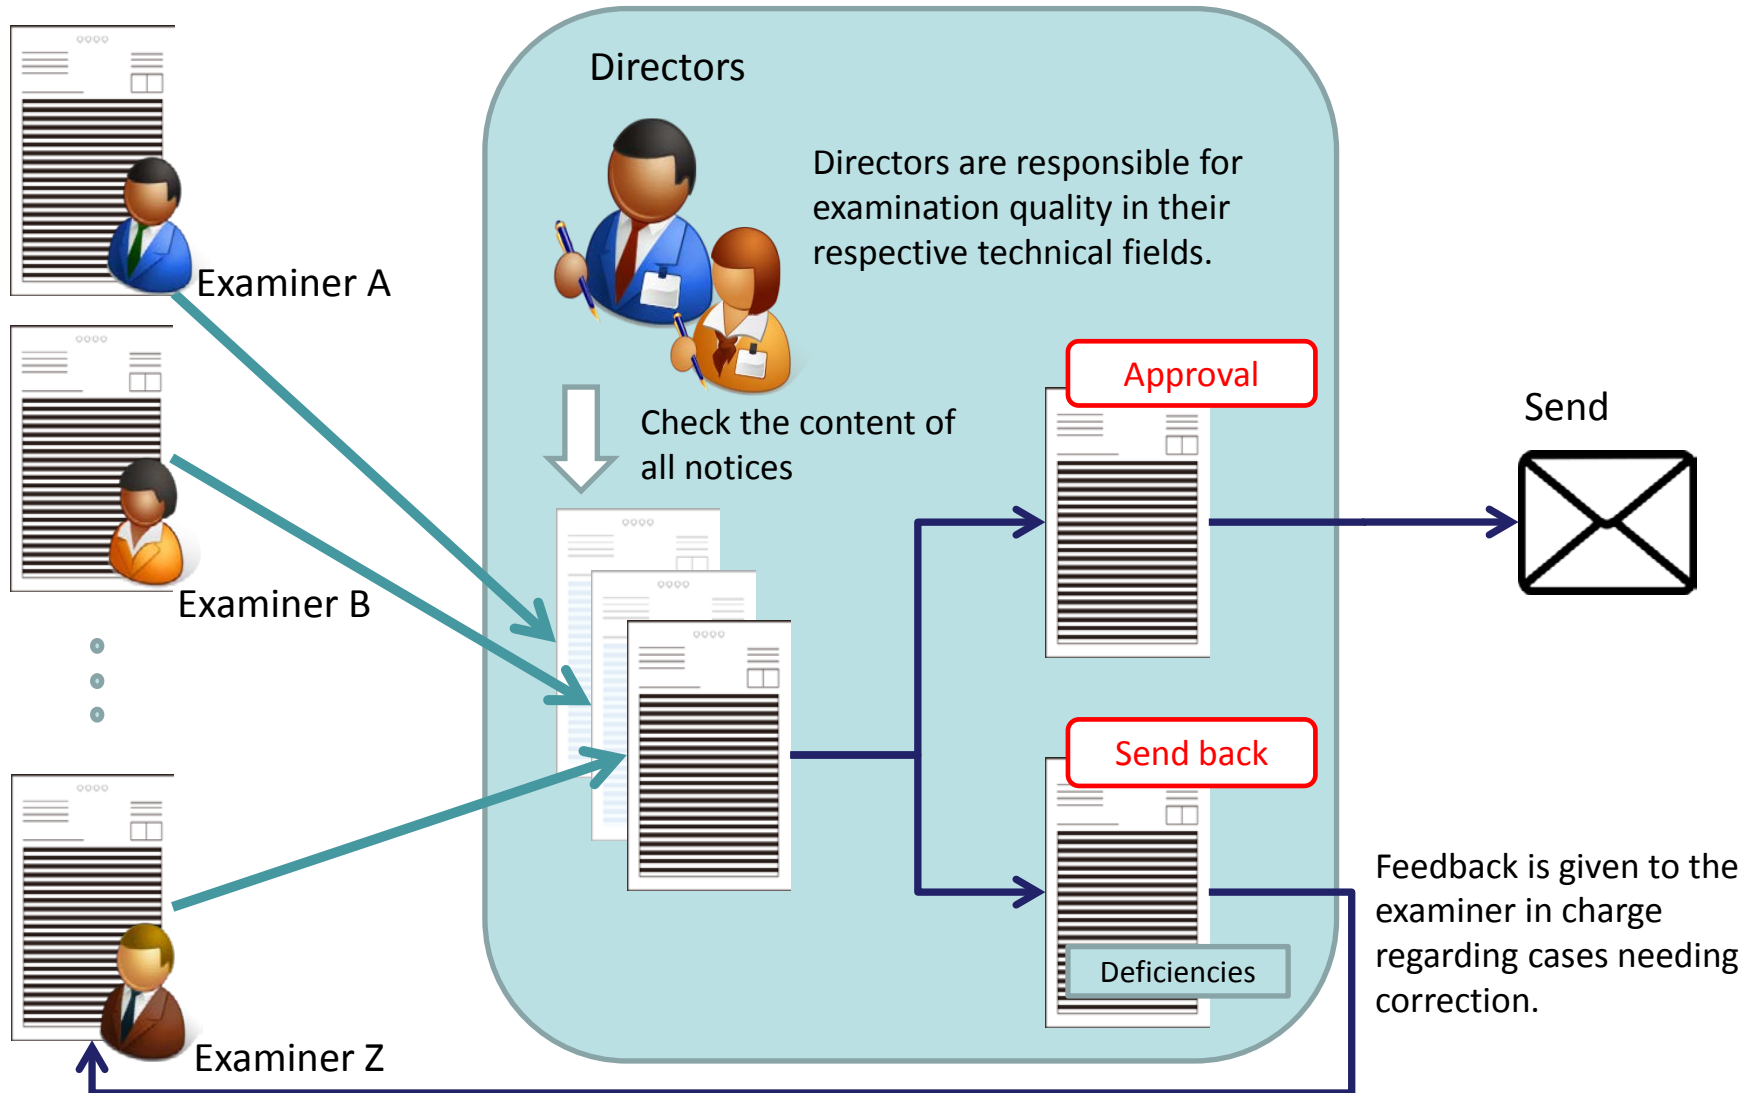 Directors
Directors are responsible for
examination quality in their
respective technical fields.
Examiner A
Approval
Check the content of
all notices
Send
Examiner B
Send back
Feedback is given to the
examiner in charge
regarding cases needing
correction.
Deficiencies
Examiner Z